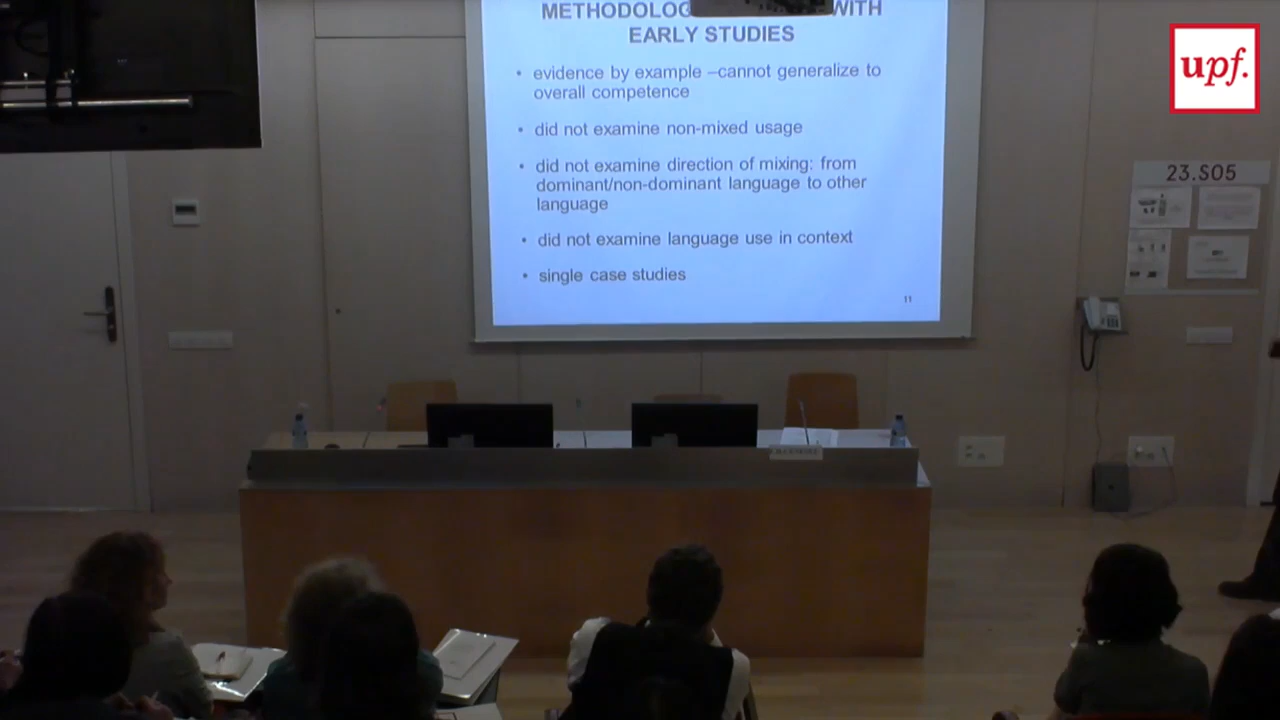 METHODOLOG WITH
EARLY STUDIES
• evidence by example –cannot generalize to
overall competence
• did not examine non-mixed usage
• did not examine direction of mixing: from
dominant/non-dominant language to other
language
• did not examine language use in context
• single case studies
11
upf.
23.S05